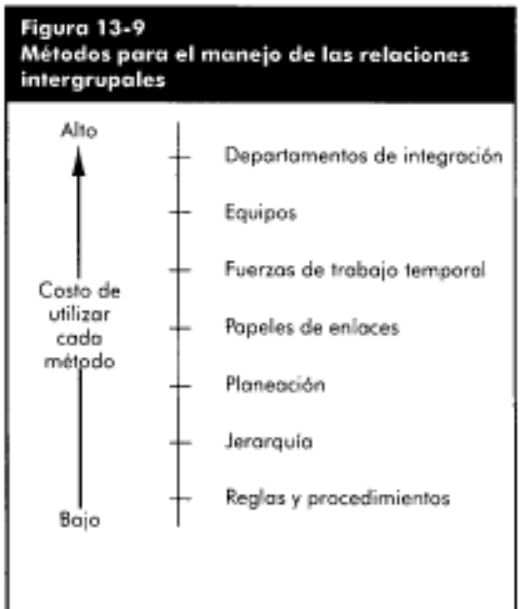 Figura 13-9
Métodos para el manejo de las relaciones
intergrupales
Alto
Departamentos de integración
Equipos
Fuerzas de trabajo temporal
Costo de
utilizar
cada
método
Papeles de enlaces
Planeación
Jerarquía
Reglas y procedimientos
Bajo